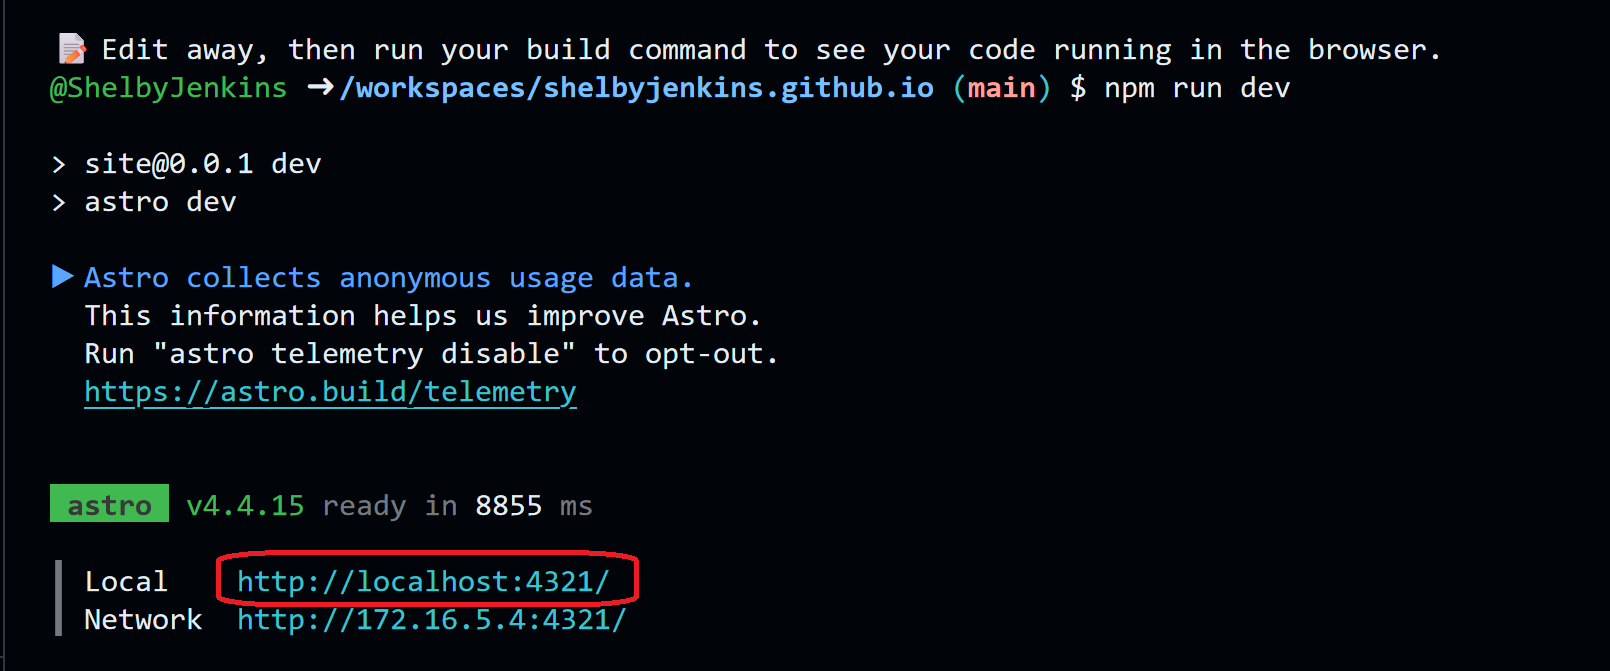 📝 Edit away, then run your build command to see your code running in the browser.
@ShelbyJenkins ➜ /workspaces/shelbyjenkins.github.io (main) $ npm run dev
> site@0.0.1 dev
> astro dev
▶ Astro collects anonymous usage data.
This information helps us improve Astro.
Run "astro telemetry disable" to opt-out.
https://astro.build/telemetry
astro v4.4.15 ready in 8855 ms
Local http://localhost:4321/
Network http://172.16.5.4:4321/